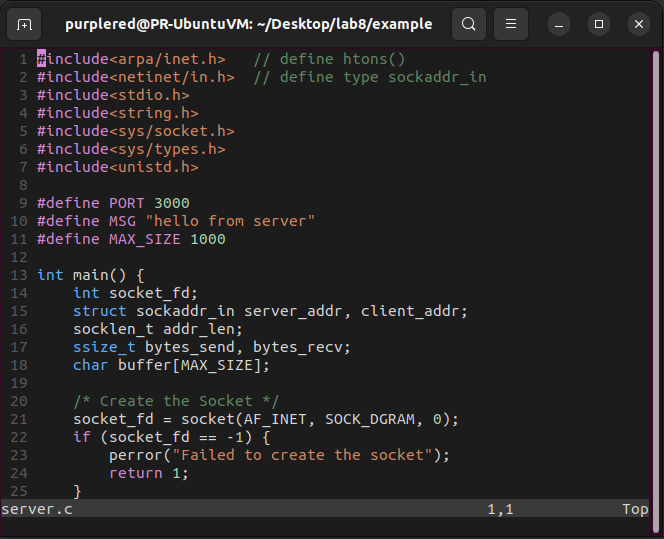 purplered@PR-UbuntuVM: ~/Desktop/lab8/example
1 #include<arpa/inet.h>   // define htons()
2 #include<netinet/in.h>  // define type sockaddr_in
3 #include<stdio.h>
4 #include<string.h>
5 #include<sys/socket.h>
6 #include<sys/types.h>
7 #include<unistd.h>
8
9 #define PORT 3000
10 #define MSG "hello from server"
11 #define MAX_SIZE 1000
12
13 int main() {
14     int socket_fd;
15     struct sockaddr_in server_addr, client_addr;
16     socklen_t addr_len;
17     ssize_t bytes_send, bytes_recv;
18     char buffer[MAX_SIZE];
19
20     /* Create the Socket */
21     socket_fd = socket(AF_INET, SOCK_DGRAM, 0);
22     if (socket_fd == -1) {
23         perror("Failed to create the socket");
24         return 1;
25     }
server.c 1,1 Top